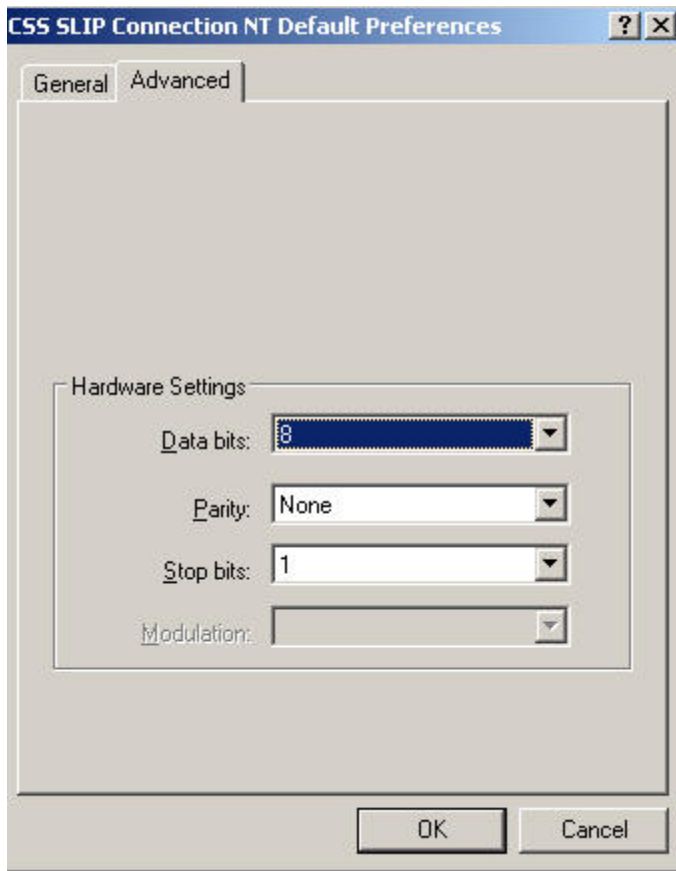 CSS SLIP Connection NT Default Preferences
General Advanced
Hardware Settings
Data bits: 8
Parity: None
Stop bits: 1
Modulation:
OK Cancel